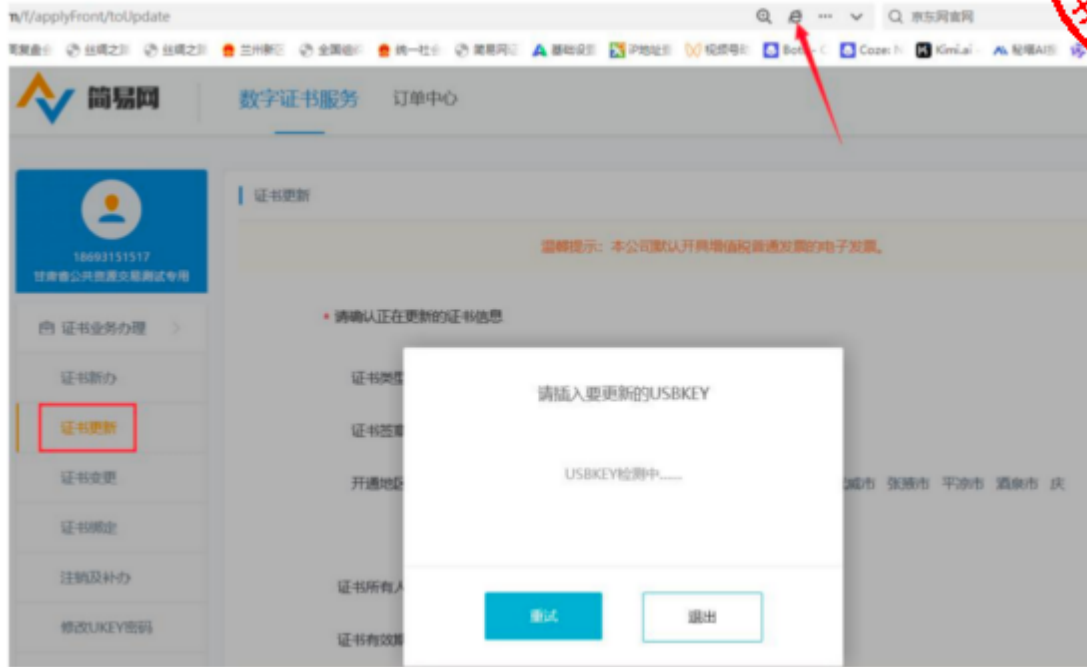 /f/applyFront/toUpdate
京东网官网
兰州新区
Kimi.ai
简易网
数字证书服务
订单中心
证书更新
18693151517
甘肃省公共资源交易测试专用
温馨提示：本公司默认开具增值税普通发票的电子发票。
* 请确认正在更新的证书信息
证书业务办理
证书新办
证书类型
请插入要更新的USBKEY
证书更新
证书签章
USBKEY检测中......
证书变更
开通地区
威市 张掖市 平凉市 酒泉市 庆
证书绑定
注销及补办
证书所有人
重试
退出
修改UKEY密码
证书有效期